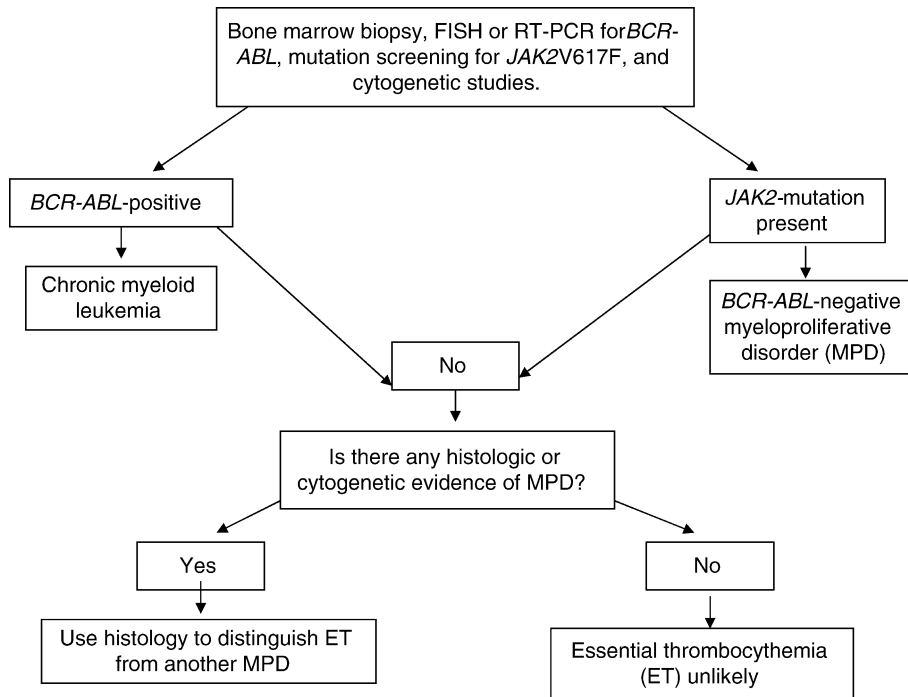 Bone marrow biopsy, FISH or RT-PCR forBCR-
ABL, mutation screening for JAK2V617F, and
cytogenetic studies.
BCR-ABL-positive
JAK2-mutation
present
Chronic myeloid
leukemia
BCR-ABL-negative
myeloproliferative
disorder (MPD)
No
Is there any histologic or
cytogenetic evidence of MPD?
Yes
No
Use histology to distinguish ET
from another MPD
Essential thrombocythemia
(ET) unlikely